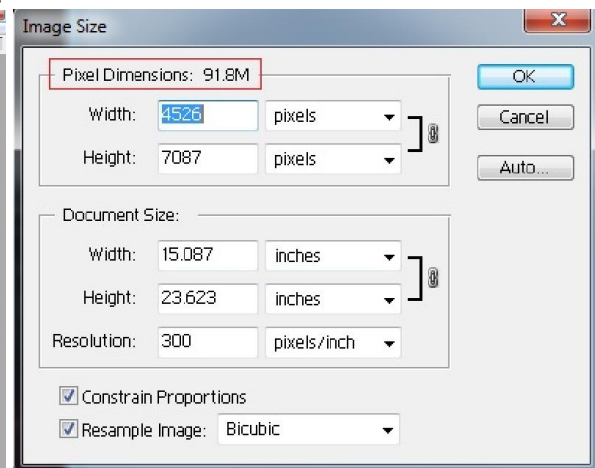 Image Size
Pixel Dimensions: 91.8M
OK
Width: 4526 pixels
Cancel
Height: 7087 pixels
Auto...
Document Size:
Width: 15.087 inches
Height: 23.623 inches
Resolution: 300 pixels/inch
Constrain Proportions
Resample Image: Bicubic